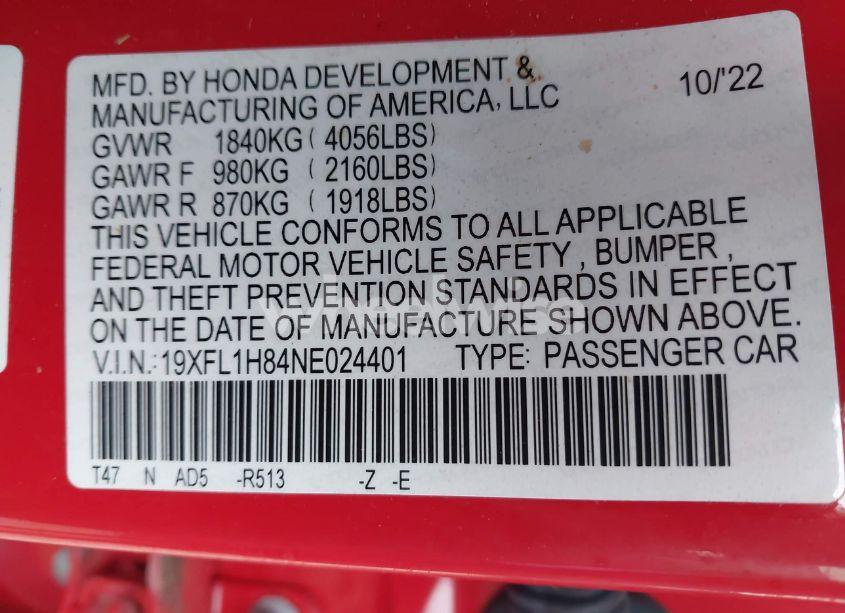 MFD. BY HONDA DEVELOPMENT &
MANUFACTURING OF AMERICA, LLC 10/'22
GVWR 1840KG ( 4056LBS)
GAWR F 980KG ( 2160LBS)
GAWR R 870KG ( 1918LBS)
THIS VEHICLE CONFORMS TO ALL APPLICABLE
FEDERAL MOTOR VEHICLE SAFETY , BUMPER ,
AND THEFT PREVENTION STANDARDS IN EFFECT
ON THE DATE OF MANUFACTURE SHOWN ABOVE.
V.I.N.: 19XFL1H84NE024401 TYPE: PASSENGER CAR
T47 N AD5 -R513 -Z -E